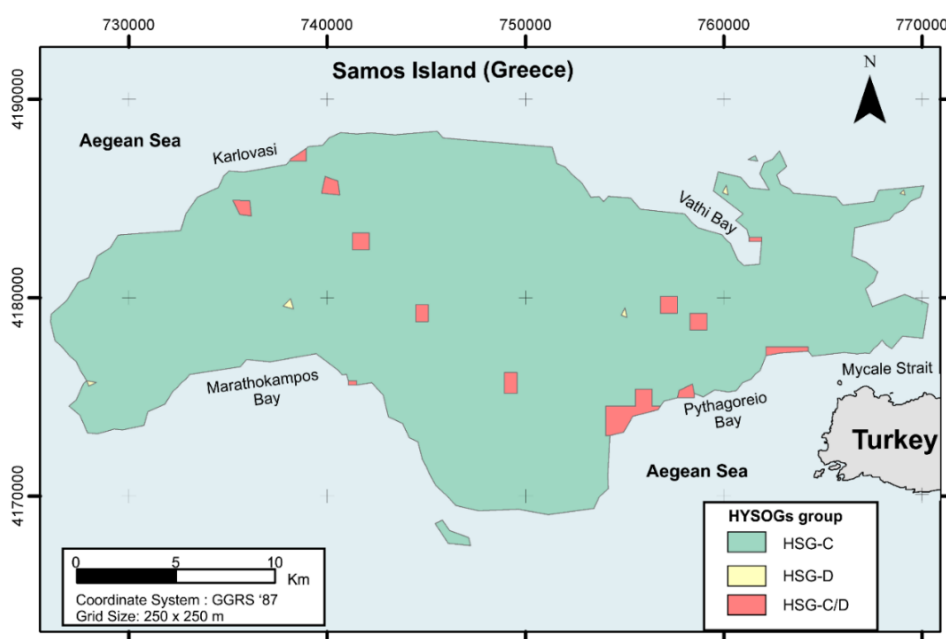 730000
740000
750000
760000
770000
Samos Island (Greece)
N
4190000
Aegean Sea
Karlovasi
Vathi Bay
4180000
Marathokampos
Bay
Mycale Strait
Pythagoreio
Bay
Turkey
4170000
Aegean Sea
HYSOGs group
HSG-C
HSG-D
HSG-C/D
0
5
10
Km
Coordinate System : GGRS '87
Grid Size: 250 x 250 m